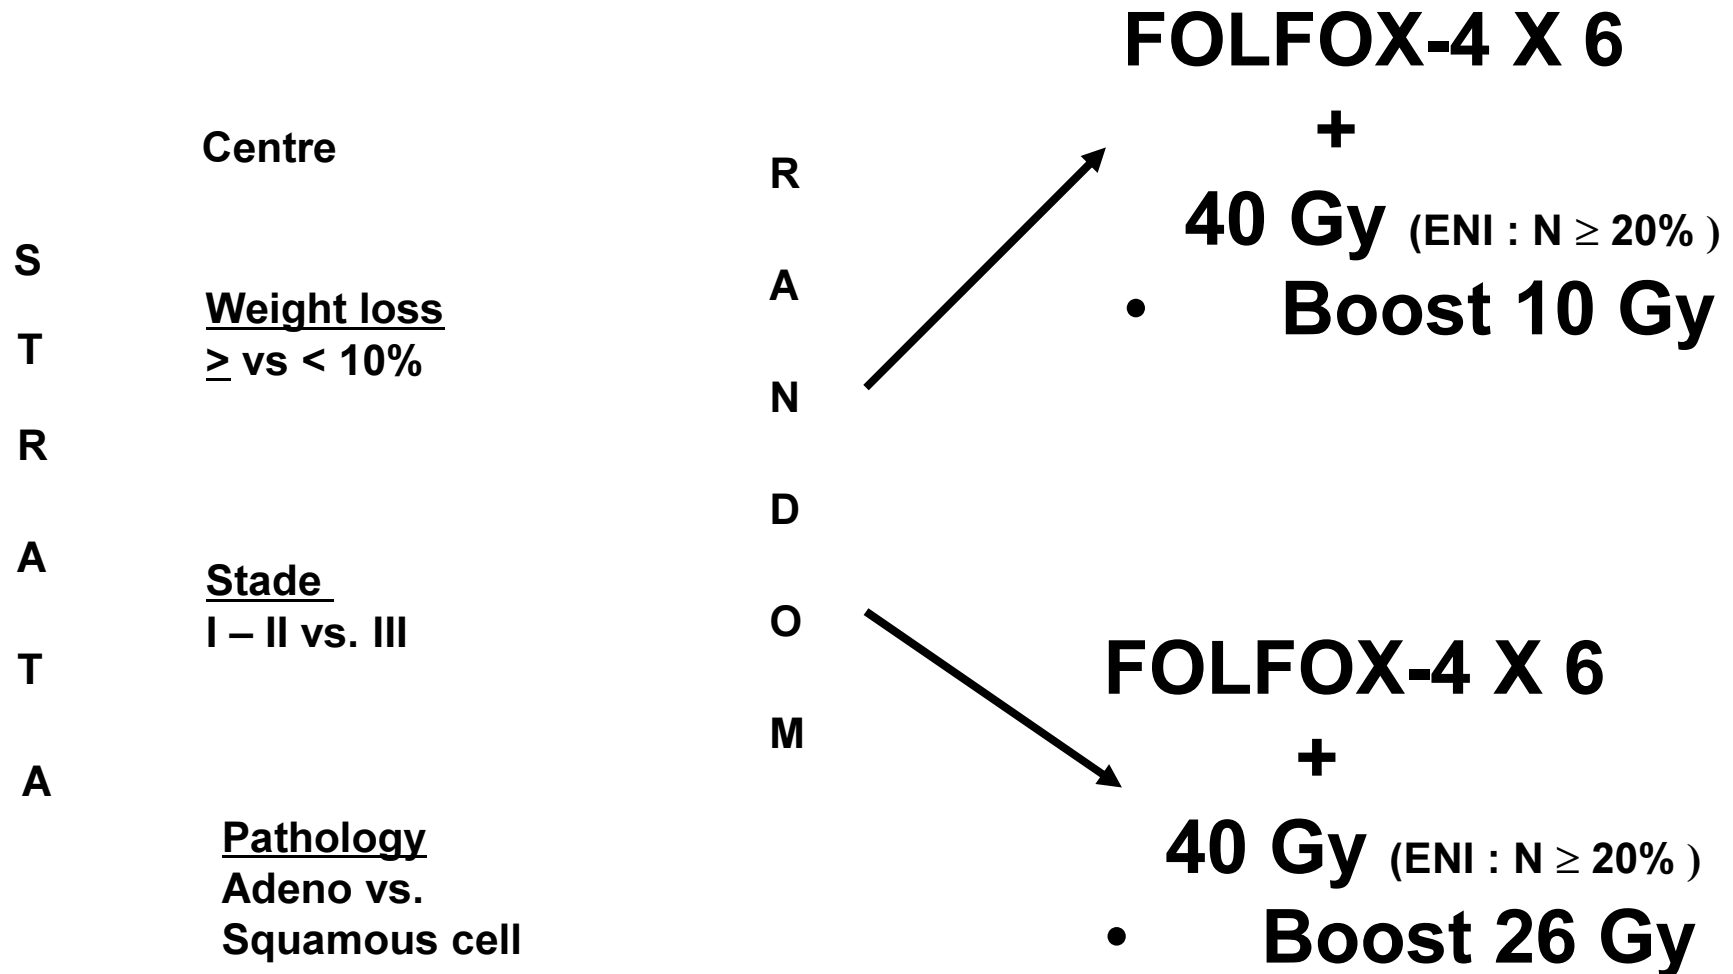 S
T
R
A
T
A
Centre
Weight loss
≥ vs < 10%
Stade
I – II vs. III
Pathology
Adeno vs.
Squamous cell
R
A
N
D
O
M
FOLFOX-4 X 6
+
40 Gy (ENI : N ≥ 20% )
• Boost 10 Gy
FOLFOX-4 X 6
+
40 Gy (ENI : N ≥ 20% )
• Boost 26 Gy